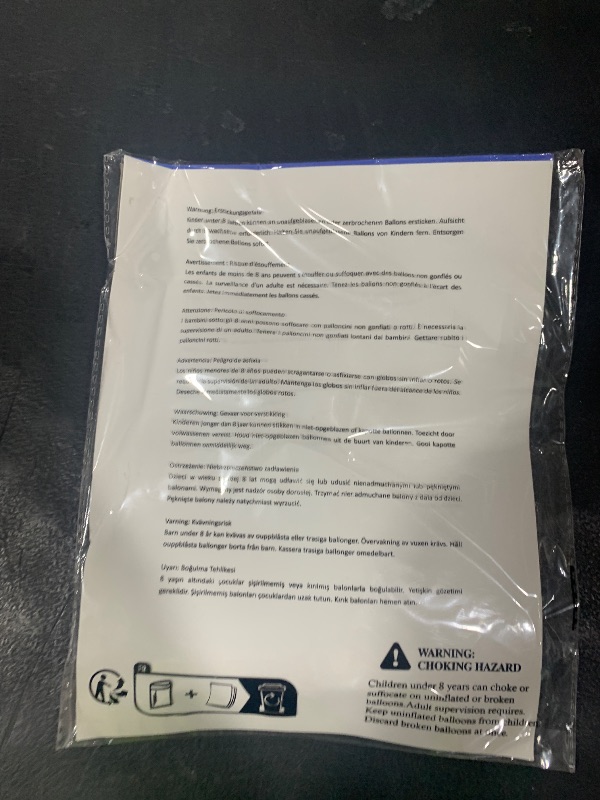 Warnung: Erstickungsgefahr
Kinder unter 8 Jahren können an unaufgeblasenen oder zerbrochenen Ballons ersticken. Aufsicht
durch Erwachsene erforderlich. Halten Sie unaufgeblasene Ballons von Kindern fern. Entsorgen
Sie zerbrochene Ballons sofort.
Avertissement : Risque d'étouffement
Les enfants de moins de 8 ans peuvent s'étouffer ou suffoquer avec des ballons non gonflés ou
cassés. La surveillance d'un adulte est nécessaire. Tenez les ballons non gonflés à l'écart des
enfants. Jetez immédiatement les ballons cassés.
Attenzione: Pericolo di soffocamento
I bambini sotto gli 8 anni possono soffocare con palloncini non gonfiati o rotti. È necessaria la
supervisione di un adulto. Tenere i palloncini non gonfiati lontani dai bambini. Gettare subito i
palloncini rotti.
Advertencia: Peligro de asfixia
Los niños menores de 8 años pueden atragantarse o asfixiarse con globos sin inflar o rotos. Se
requiere supervisión de un adulto. Mantenga los globos sin inflar fuera del alcance de los niños.
Deseche inmediatamente los globos rotos.
Waarschuwing: Gevaar voor verstikking
Kinderen jonger dan 8 jaar kunnen stikken in niet-opgeblazen of kapotte ballonnen. Toezicht door
volwassenen vereist. Houd niet-opgeblazen ballonnen uit de buurt van kinderen. Gooi kapotte
ballonnen onmiddellijk weg.
Ostrzeżenie: Niebezpieczeństwo zadławienia
Dzieci w wieku poniżej 8 lat mogą udławić się lub udusić nienadmuchanymi lub pękniętymi
balonami. Wymagany jest nadzór osoby dorosłej. Trzymać nienadmuchane balony z dala od dzieci.
Pęknięte balony należy natychmiast wyrzucić.
Varning: Kvävningsrisk
Barn under 8 år kan kvävas av ouppblåsta eller trasiga ballonger. Övervakning av vuxen krävs. Håll
ouppblåsta ballonger borta från barn. Kassera trasiga ballonger omedelbart.
Uyarı: Boğulma Tehlikesi
8 yaşın altındaki çocuklar şişirilmemiş veya kırılmış balonlarla boğulabilir. Yetişkin gözetimi
gereklidir. Şişirilmemiş balonları çocuklardan uzak tutun. Kırık balonları hemen atın.
WARNING:
CHOKING HAZARD
Children under 8 years can choke or
suffocate on uninflated or broken
balloons. Adult supervision requires.
Keep uninflated balloons from children
Discard broken balloons at once.
FR
+